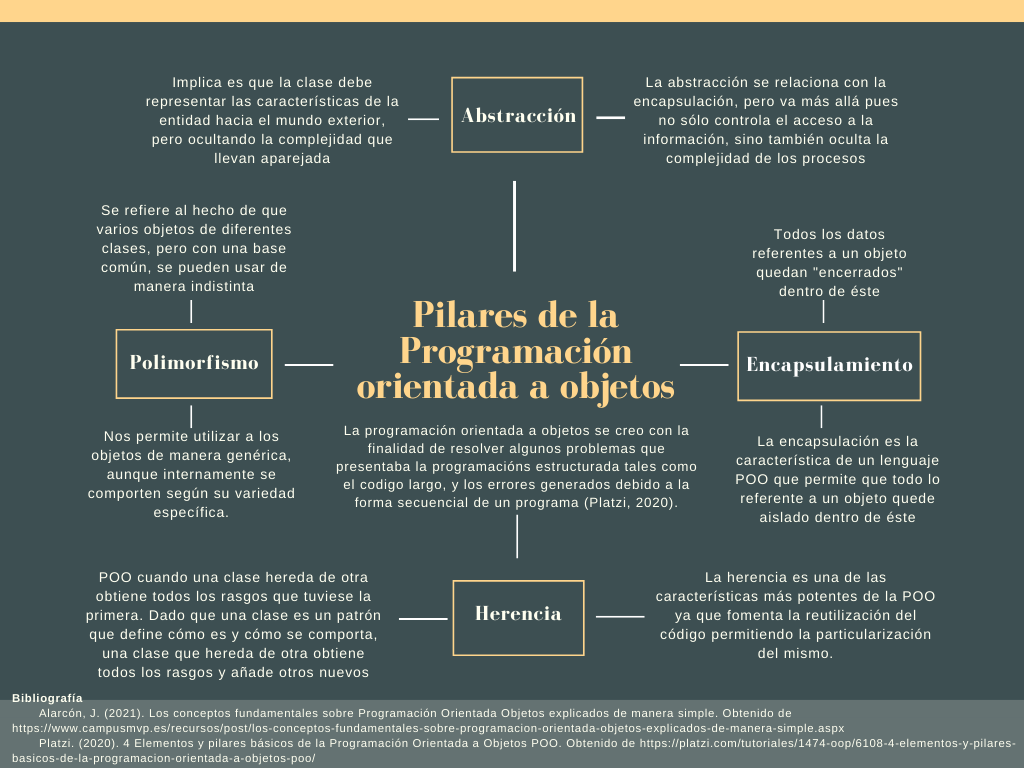 Implica es que la clase debe
representar las características de la
entidad hacia el mundo exterior,
pero ocultando la complejidad que
llevan aparejada
Abstracción
La abstracción se relaciona con la
encapsulación, pero va más allá pues
no sólo controla el acceso a la
información, sino también oculta la
complejidad de los procesos
Se refiere al hecho de que
varios objetos de diferentes
clases, pero con una base
común, se pueden usar de
manera indistinta
Polimorfismo
Nos permite utilizar a los
objetos de manera genérica,
aunque internamente se
comporten según su variedad
específica.
Pilares de la
Programación
orientada a objetos
La programación orientada a objetos se creo con la
finalidad de resolver algunos problemas que
presentaba la programacións estructurada tales como
el codigo largo, y los errores generados debido a la
forma secuencial de un programa (Platzi, 2020).
Todos los datos
referentes a un objeto
quedan "encerrados"
dentro de éste
Encapsulamiento
La encapsulación es la
característica de un lenguaje
POO que permite que todo lo
referente a un objeto quede
aislado dentro de éste
POO cuando una clase hereda de otra
obtiene todos los rasgos que tuviese la
primera. Dado que una clase es un patrón
que define cómo es y cómo se comporta,
una clase que hereda de otra obtiene
todos los rasgos y añade otros nuevos
Herencia
La herencia es una de las
características más potentes de la POO
ya que fomenta la reutilización del
código permitiendo la particularización
del mismo.
Bibliografía
Alarcón, J. (2021). Los conceptos fundamentales sobre Programación Orientada Objetos explicados de manera simple. Obtenido de
https://www.campusmvp.es/recursos/post/los-conceptos-fundamentales-sobre-programacion-orientada-objetos-explicados-de-manera-simple.aspx
Platzi. (2020). 4 Elementos y pilares básicos de la Programación Orientada a Objetos POO. Obtenido de https://platzi.com/tutoriales/1474-oop/6108-4-elementos-y-pilares-
basicos-de-la-programacion-orientada-a-objetos-poo/